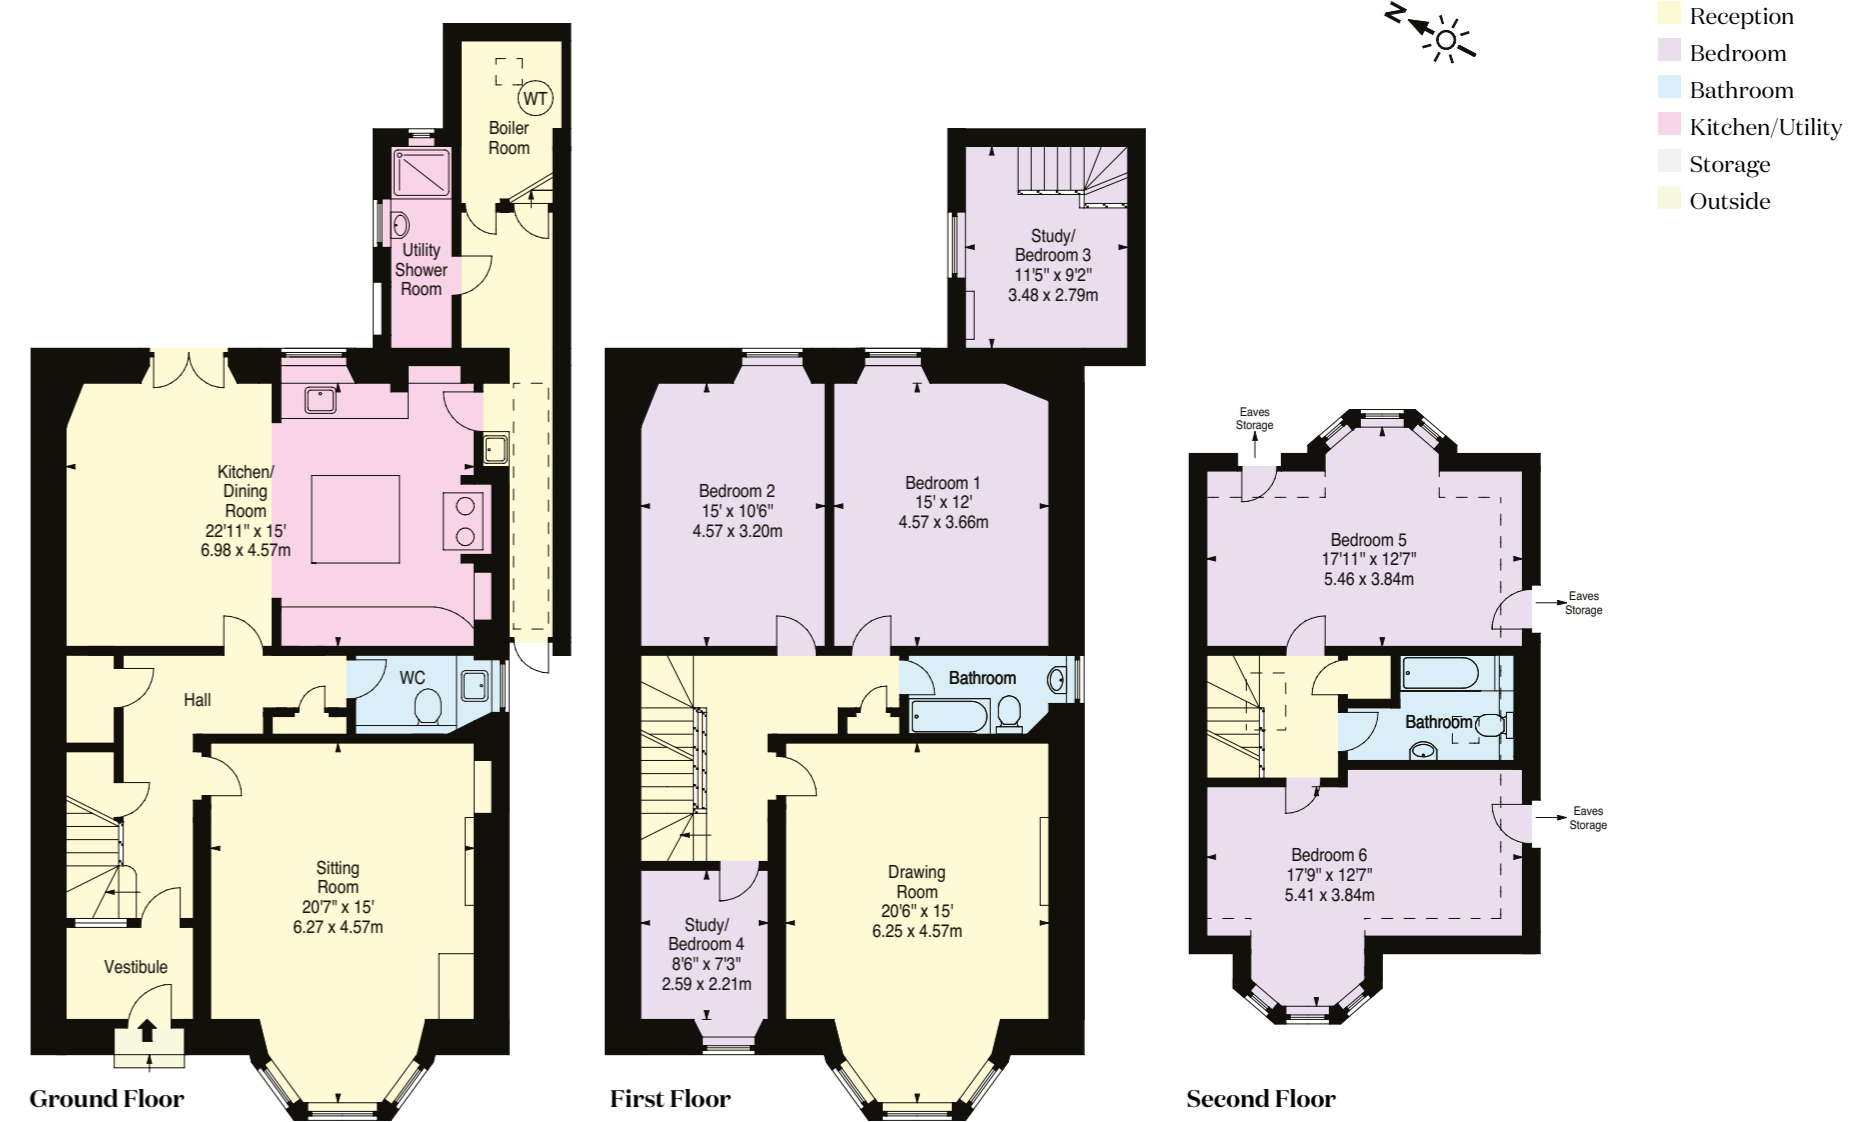 N
Reception
Bedroom
Bathroom
Kitchen/Utility
Storage
Outside
WT
Boiler
Room
Utility
Shower
Room
Kitchen/
Dining
Room
22'11" x 15'
6.98 x 4.57m
Hall
WC
Sitting
Room
20'7" x 15'
6.27 x 4.57m
Vestibule
Ground Floor
Study/
Bedroom 3
11'5" x 9'2"
3.48 x 2.79m
Bedroom 2
15' x 10'6"
4.57 x 3.20m
Bedroom 1
15' x 12'
4.57 x 3.66m
Bathroom
Drawing
Room
20'6" x 15'
6.25 x 4.57m
Study/
Bedroom 4
8'6" x 7'3"
2.59 x 2.21m
First Floor
Eaves
Storage
Bedroom 5
17'11" x 12'7"
5.46 x 3.84m
Eaves
Storage
Bathroom
Eaves
Storage
Bedroom 6
17'9" x 12'7"
5.41 x 3.84m
Second Floor